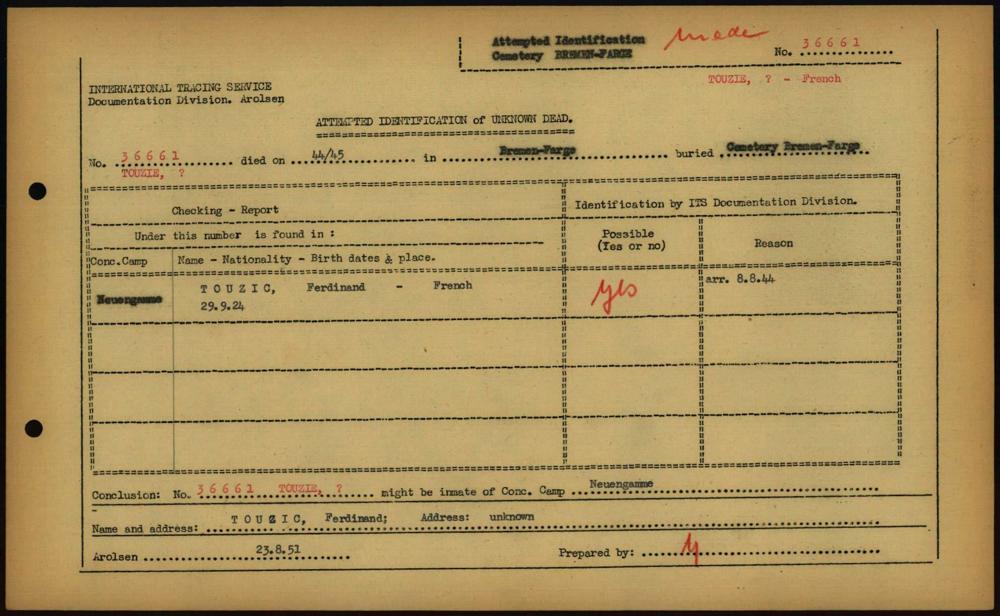 Attempted Identification made
Cemetery BREMEN-FARGE
No. 36661
TOUZIE, ? - French
INTERNATIONAL TRACING SERVICE
Documentation Division. Arolsen
ATTEMPTED IDENTIFICATION of UNKNOWN DEAD.
No. 36661 died on 44/45 in Bremen-Farge buried Cemetery Bremen-Farge
TOUZIE, ?
Checking - Report
Identification by ITS Documentation Division.
Under this number is found in :
Possible
(Yes or no)
Reason
Conc.Camp Name - Nationality - Birth dates & place.
Neuengamme TOUZIC, Ferdinand - French
29.9.24
yes
arr. 8.8.44
Conclusion: No. 36661 TOUZIE, ? might be inmate of Conc. Camp Neuengamme
Name and address: TOUZIC, Ferdinand; Address: unknown
Arolsen 23.8.51 Prepared by: